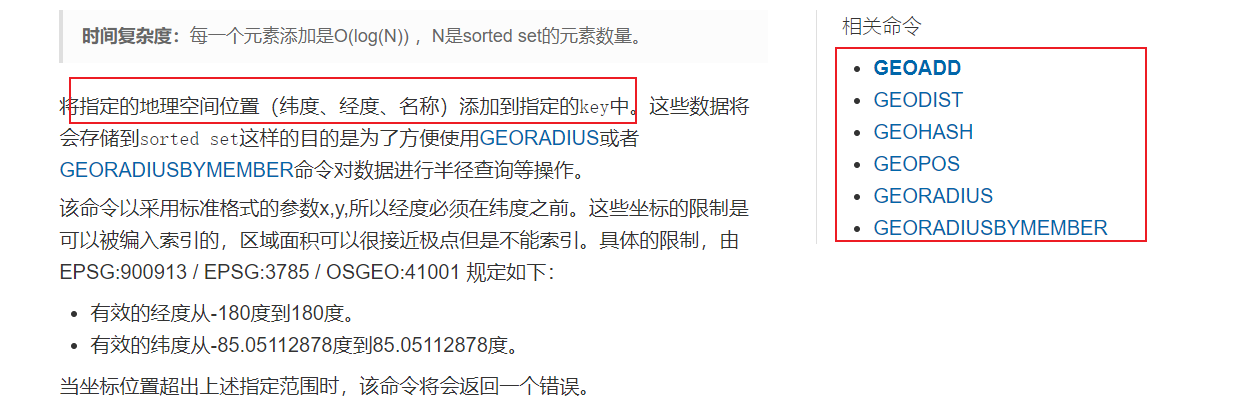 时间复杂度：每一个元素添加是O(log(N)) ，N是sorted set的元素数量。
将指定的地理空间位置（纬度、经度、名称）添加到指定的key中。这些数据将
会存储到sorted set这样的目的是为了方便使用GEORADIUS或者
GEORADIUSBYMEMBER命令对数据进行半径查询等操作。
该命令以采用标准格式的参数x,y,所以经度必须在纬度之前。这些坐标的限制是
可以被编入索引的，区域面积可以很接近极点但是不能索引。具体的限制，由
EPSG:900913 / EPSG:3785 / OSGEO:41001 规定如下：
• 有效的经度从-180度到180度。
• 有效的纬度从-85.05112878度到85.05112878度。
当坐标位置超出上述指定范围时，该命令将会返回一个错误。
相关命令
• GEOADD
• GEODIST
• GEOHASH
• GEOPOS
• GEORADIUS
• GEORADIUSBYMEMBER